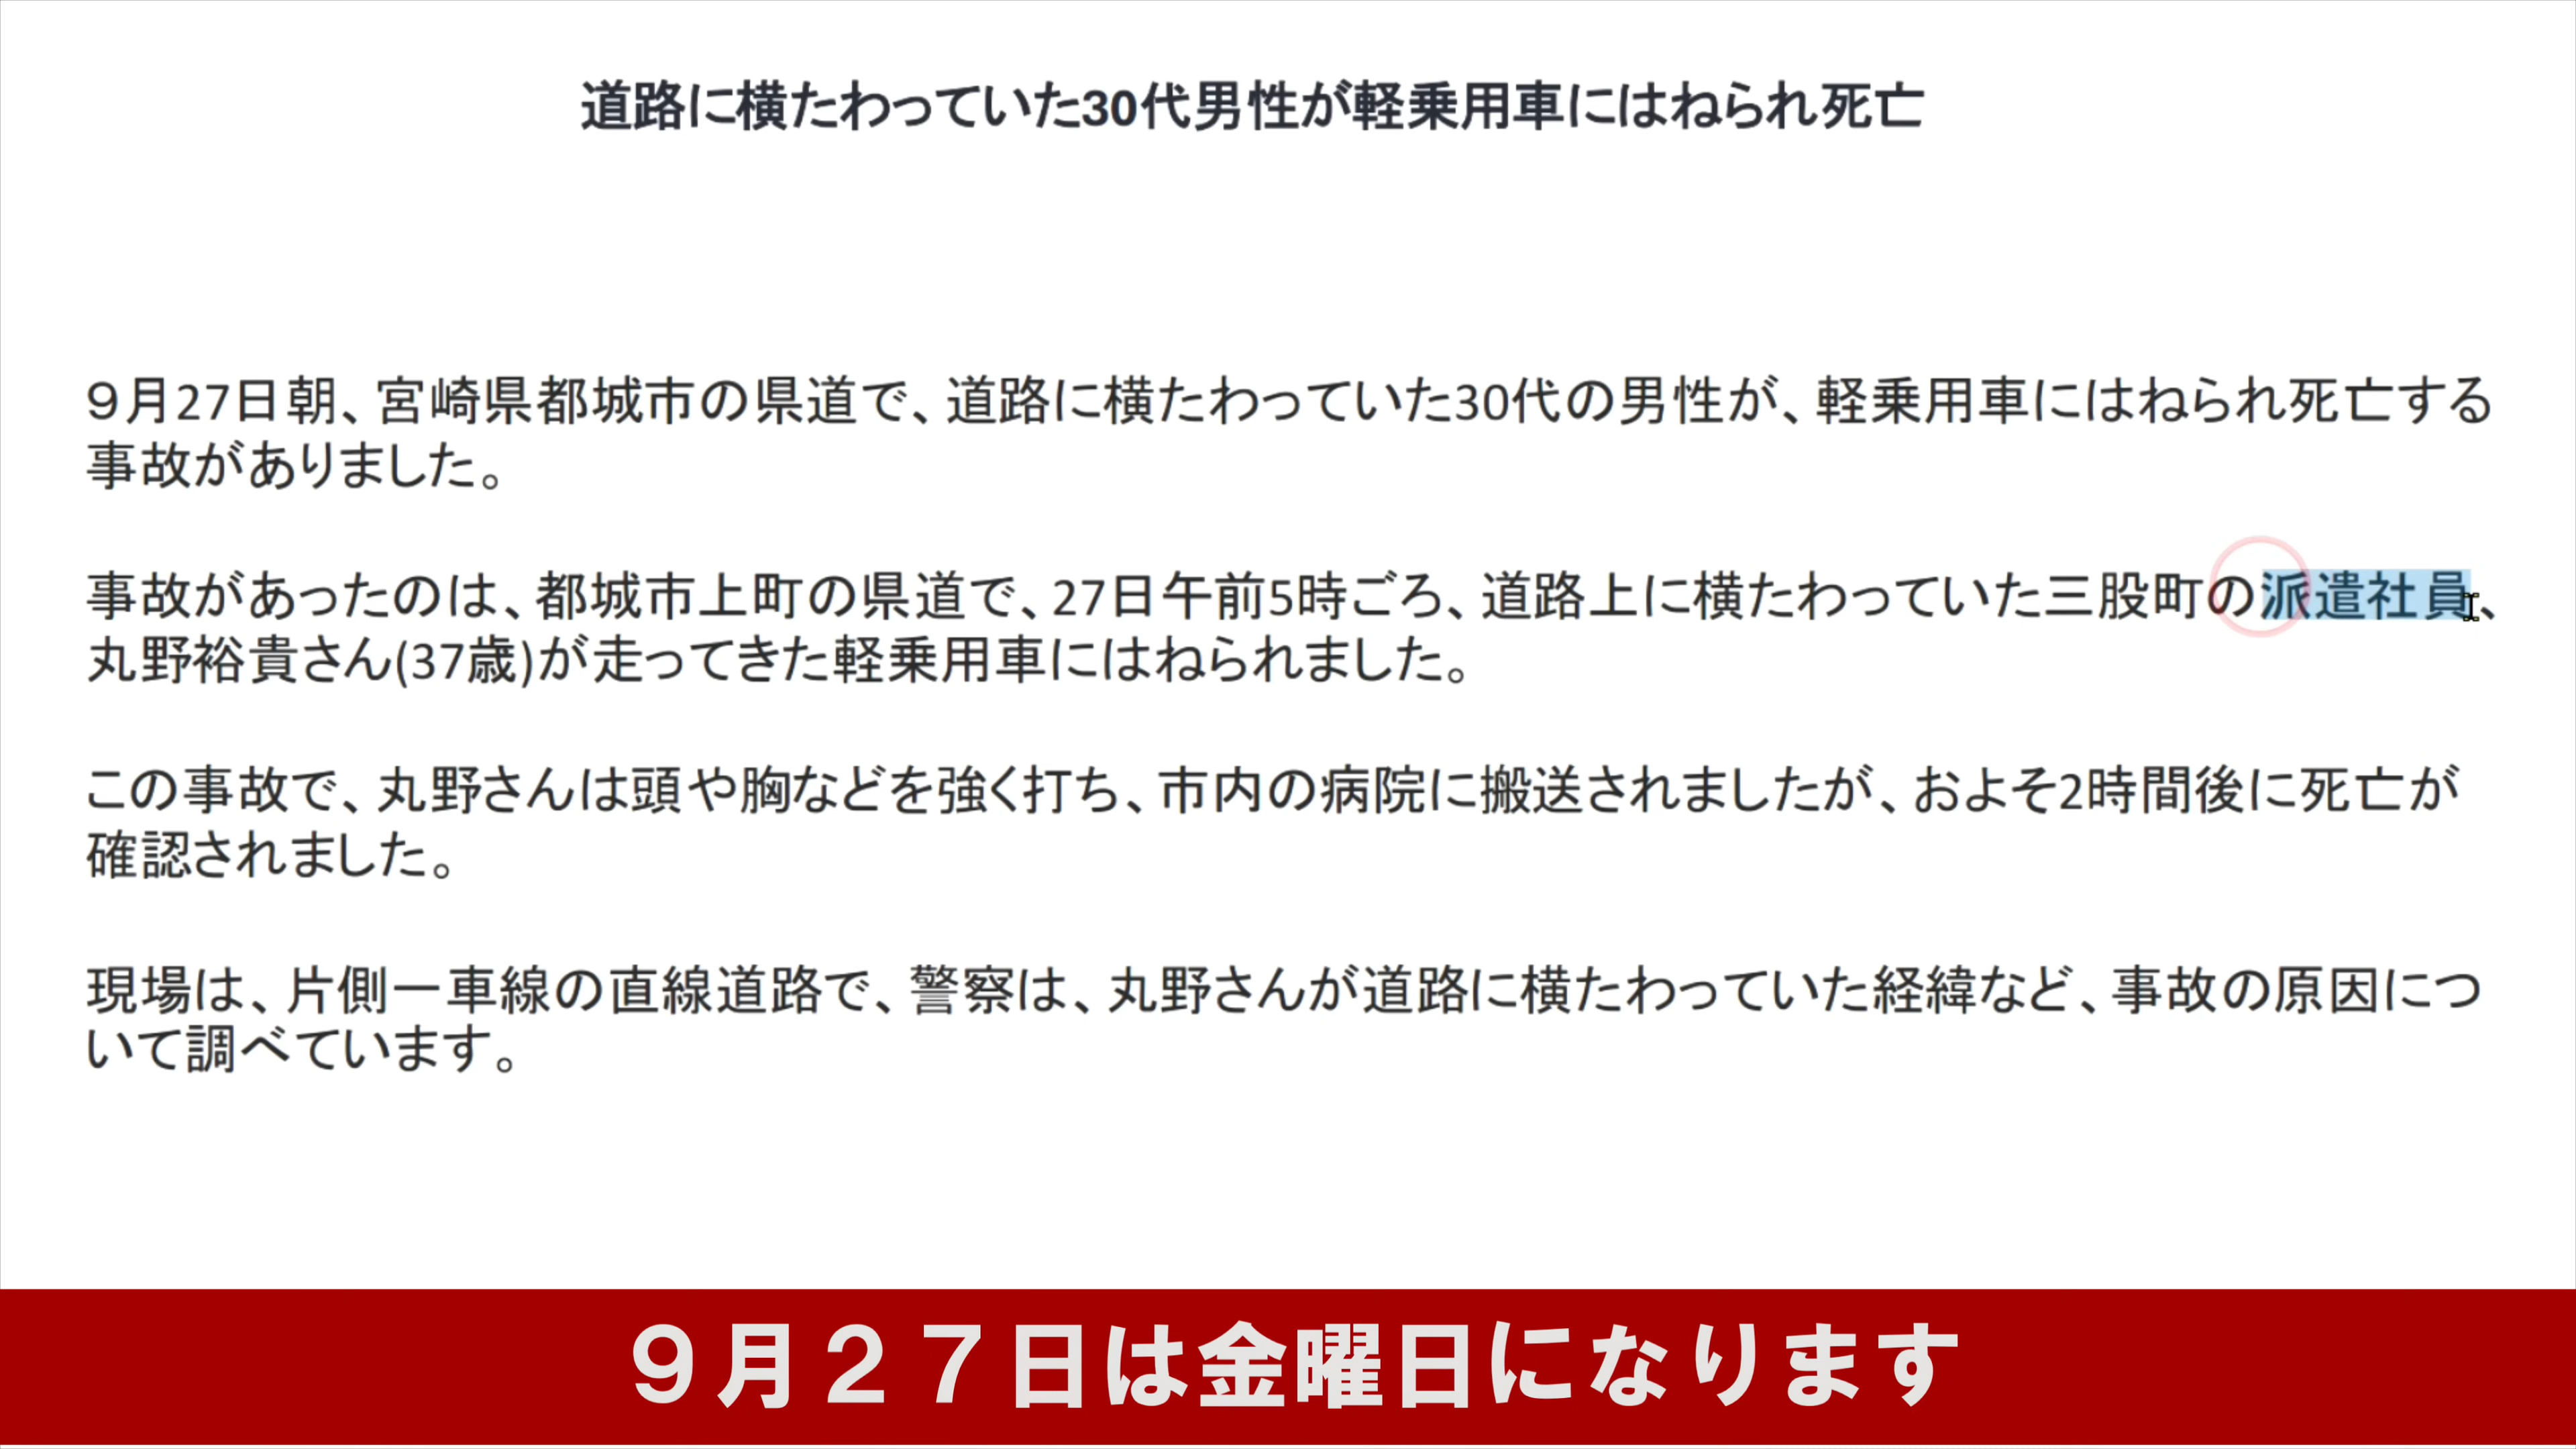 道路に横たわっていた30代男性が軽乗用車にはねられ死亡
９月27日朝、宮崎県都城市の県道で、道路に横たわっていた30代の男性が、軽乗用車にはねられ死亡する
事故がありました。
事故があったのは、都城市上町の県道で、27日午前5時ごろ、道路上に横たわっていた三股町の派遣社員、
丸野裕貴さん(37歳)が走ってきた軽乗用車にはねられました。
この事故で、丸野さんは頭や胸などを強く打ち、市内の病院に搬送されましたが、およそ2時間後に死亡が
確認されました。
現場は、片側一車線の直線道路で、警察は、丸野さんが道路に横たわっていた経緯など、事故の原因につ
いて調べています。
９月２７日は金曜日になります